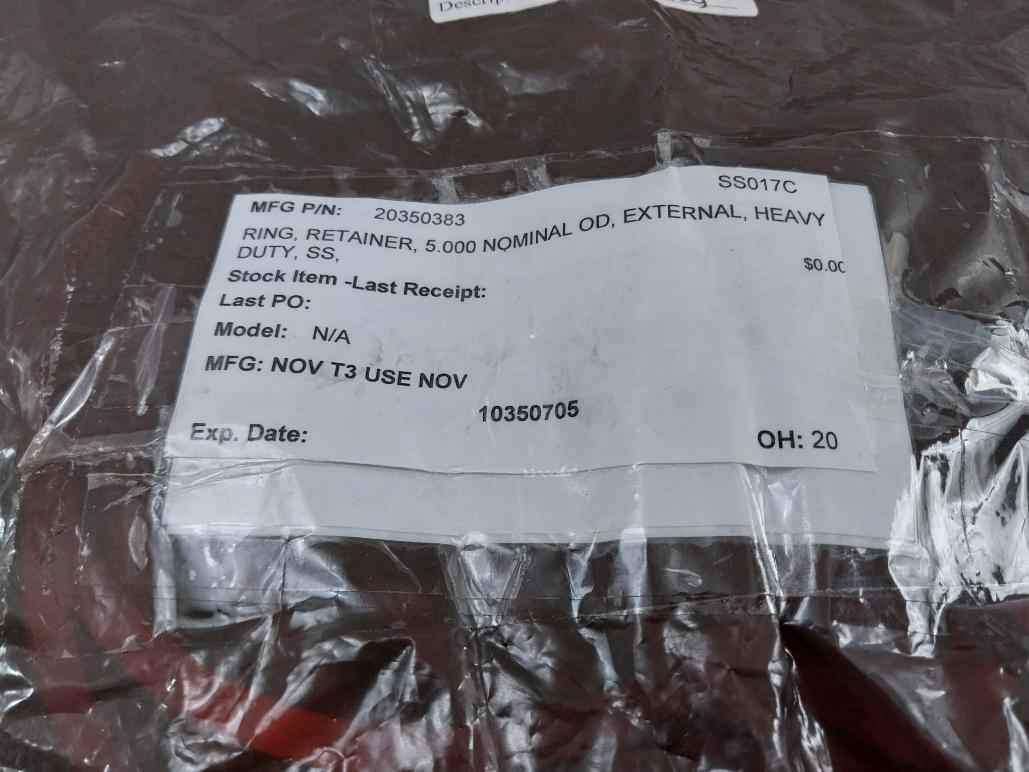 SS017C
MFG P/N: 20350383
RING, RETAINER, 5.000 NOMINAL OD, EXTERNAL, HEAVY
DUTY, SS,
$0.00
Stock Item -Last Receipt:
Last PO:
Model: N/A
MFG: NOV T3 USE NOV
10350705
Exp. Date:
OH: 20